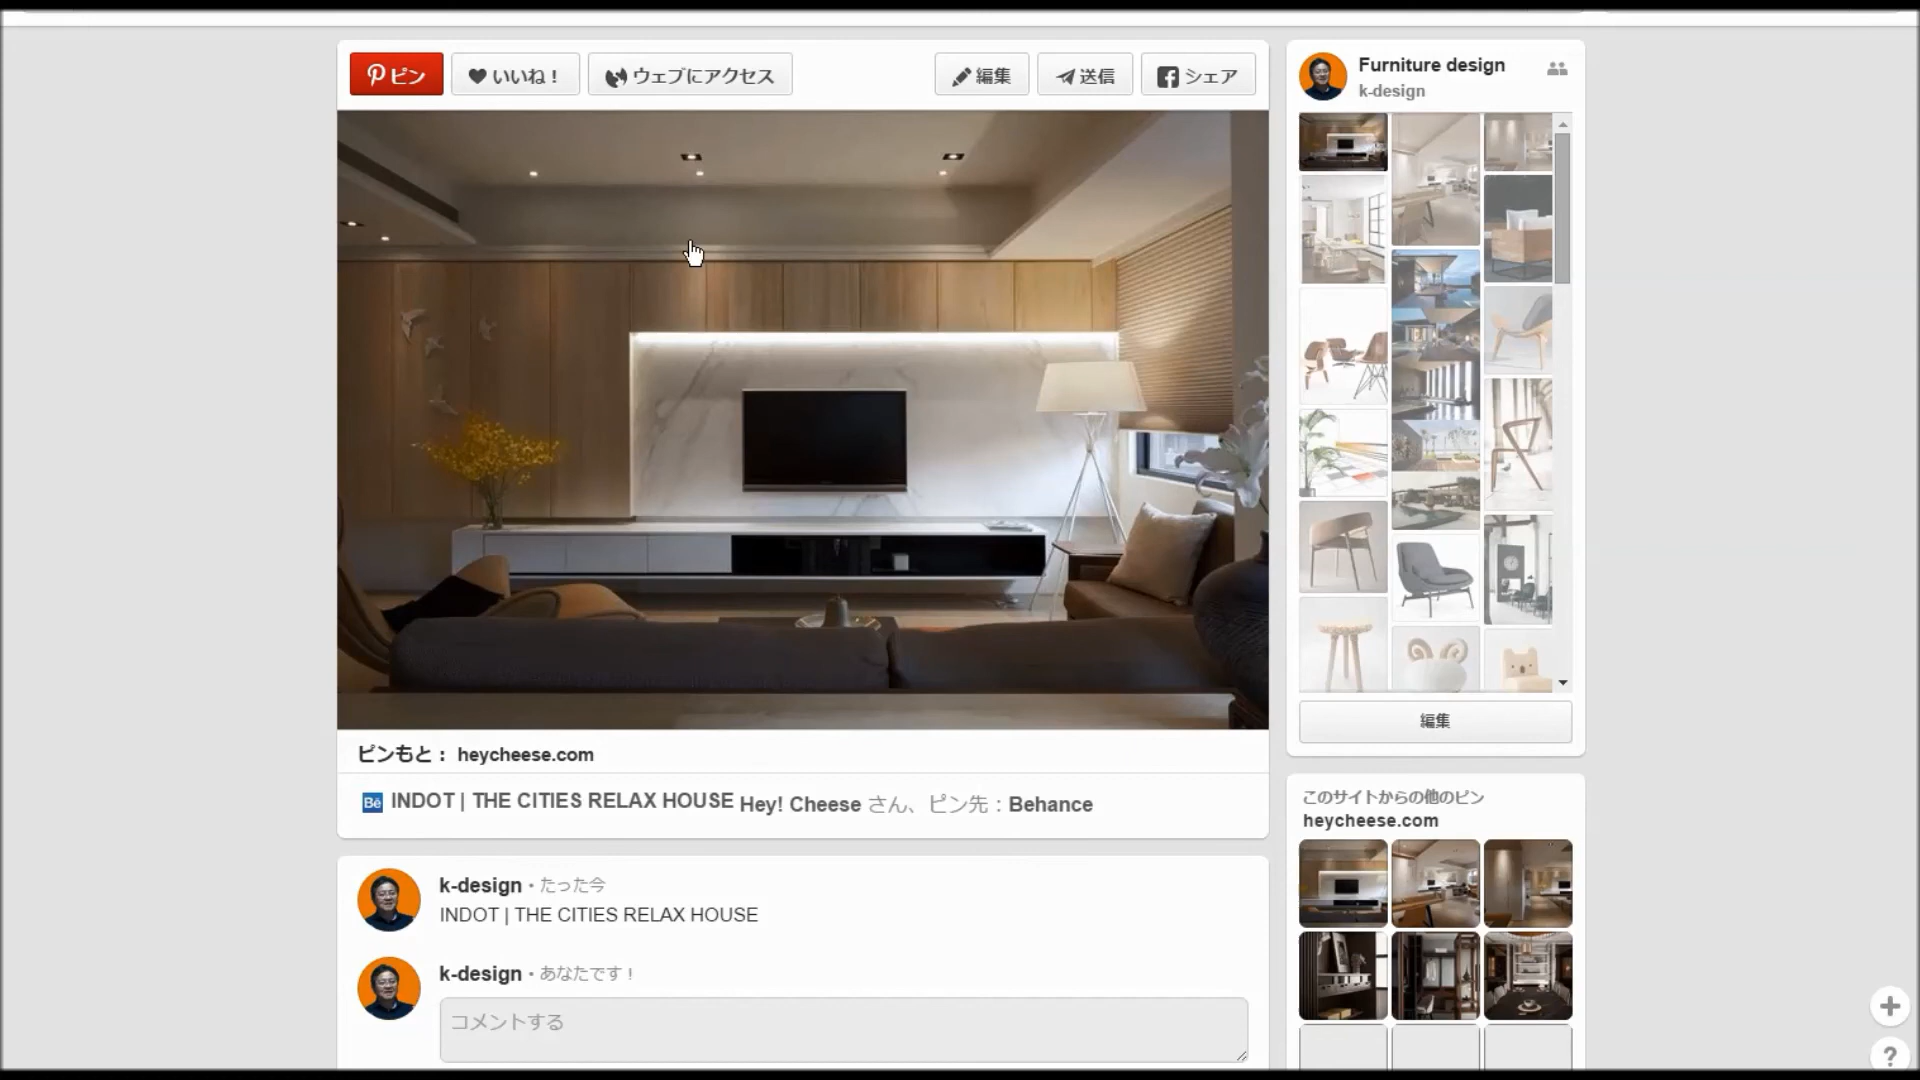 ピン
いいね！
ウェブにアクセス
編集
送信
シェア
Furniture design
k-design
編集
ピンもと： heycheese.com
Bē INDOT | THE CITIES RELAX HOUSE Hey! Cheese さん、ピン先：Behance
このサイトからの他のピン
heycheese.com
k-design • たった今
INDOT | THE CITIES RELAX HOUSE
k-design • あなたです！
コメントする
?